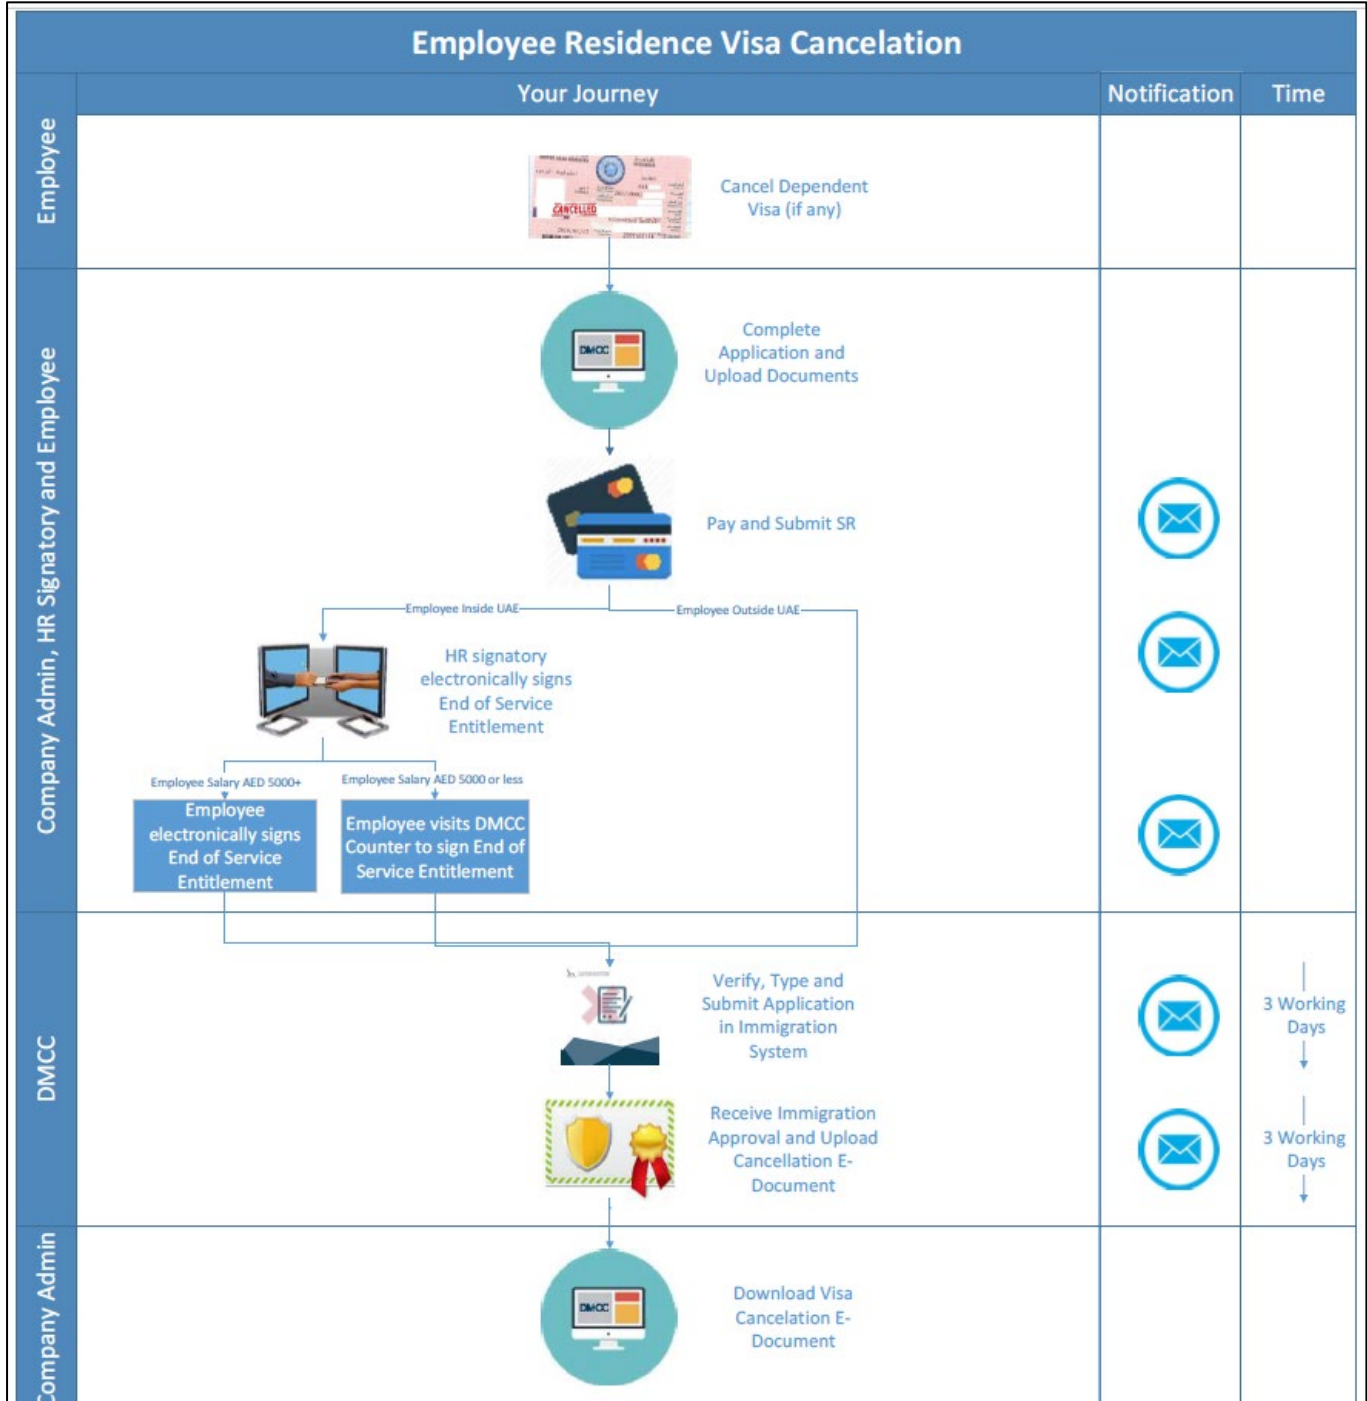 Employee Residence Visa Cancelation
Your Journey
Notification
Time
Employee
CANCELLED
Cancel Dependent
Visa (if any)
Company Admin, HR Signatory and Employee
DMCC
Complete
Application and
Upload Documents
Pay and Submit SR
Employee Inside UAE
Employee Outside UAE
HR signatory
electronically signs
End of Service
Entitlement
Employee Salary AED 5000+
Employee Salary AED 5000 or less
Employee
electronically signs
End of Service
Entitlement
Employee visits DMCC
Counter to sign End of
Service Entitlement
DMCC
Verify, Type and
Submit Application
in Immigration
System
3 Working
Days
Receive Immigration
Approval and Upload
Cancellation E-
Document
3 Working
Days
Company Admin
DMCC
Download Visa
Cancelation E-
Document